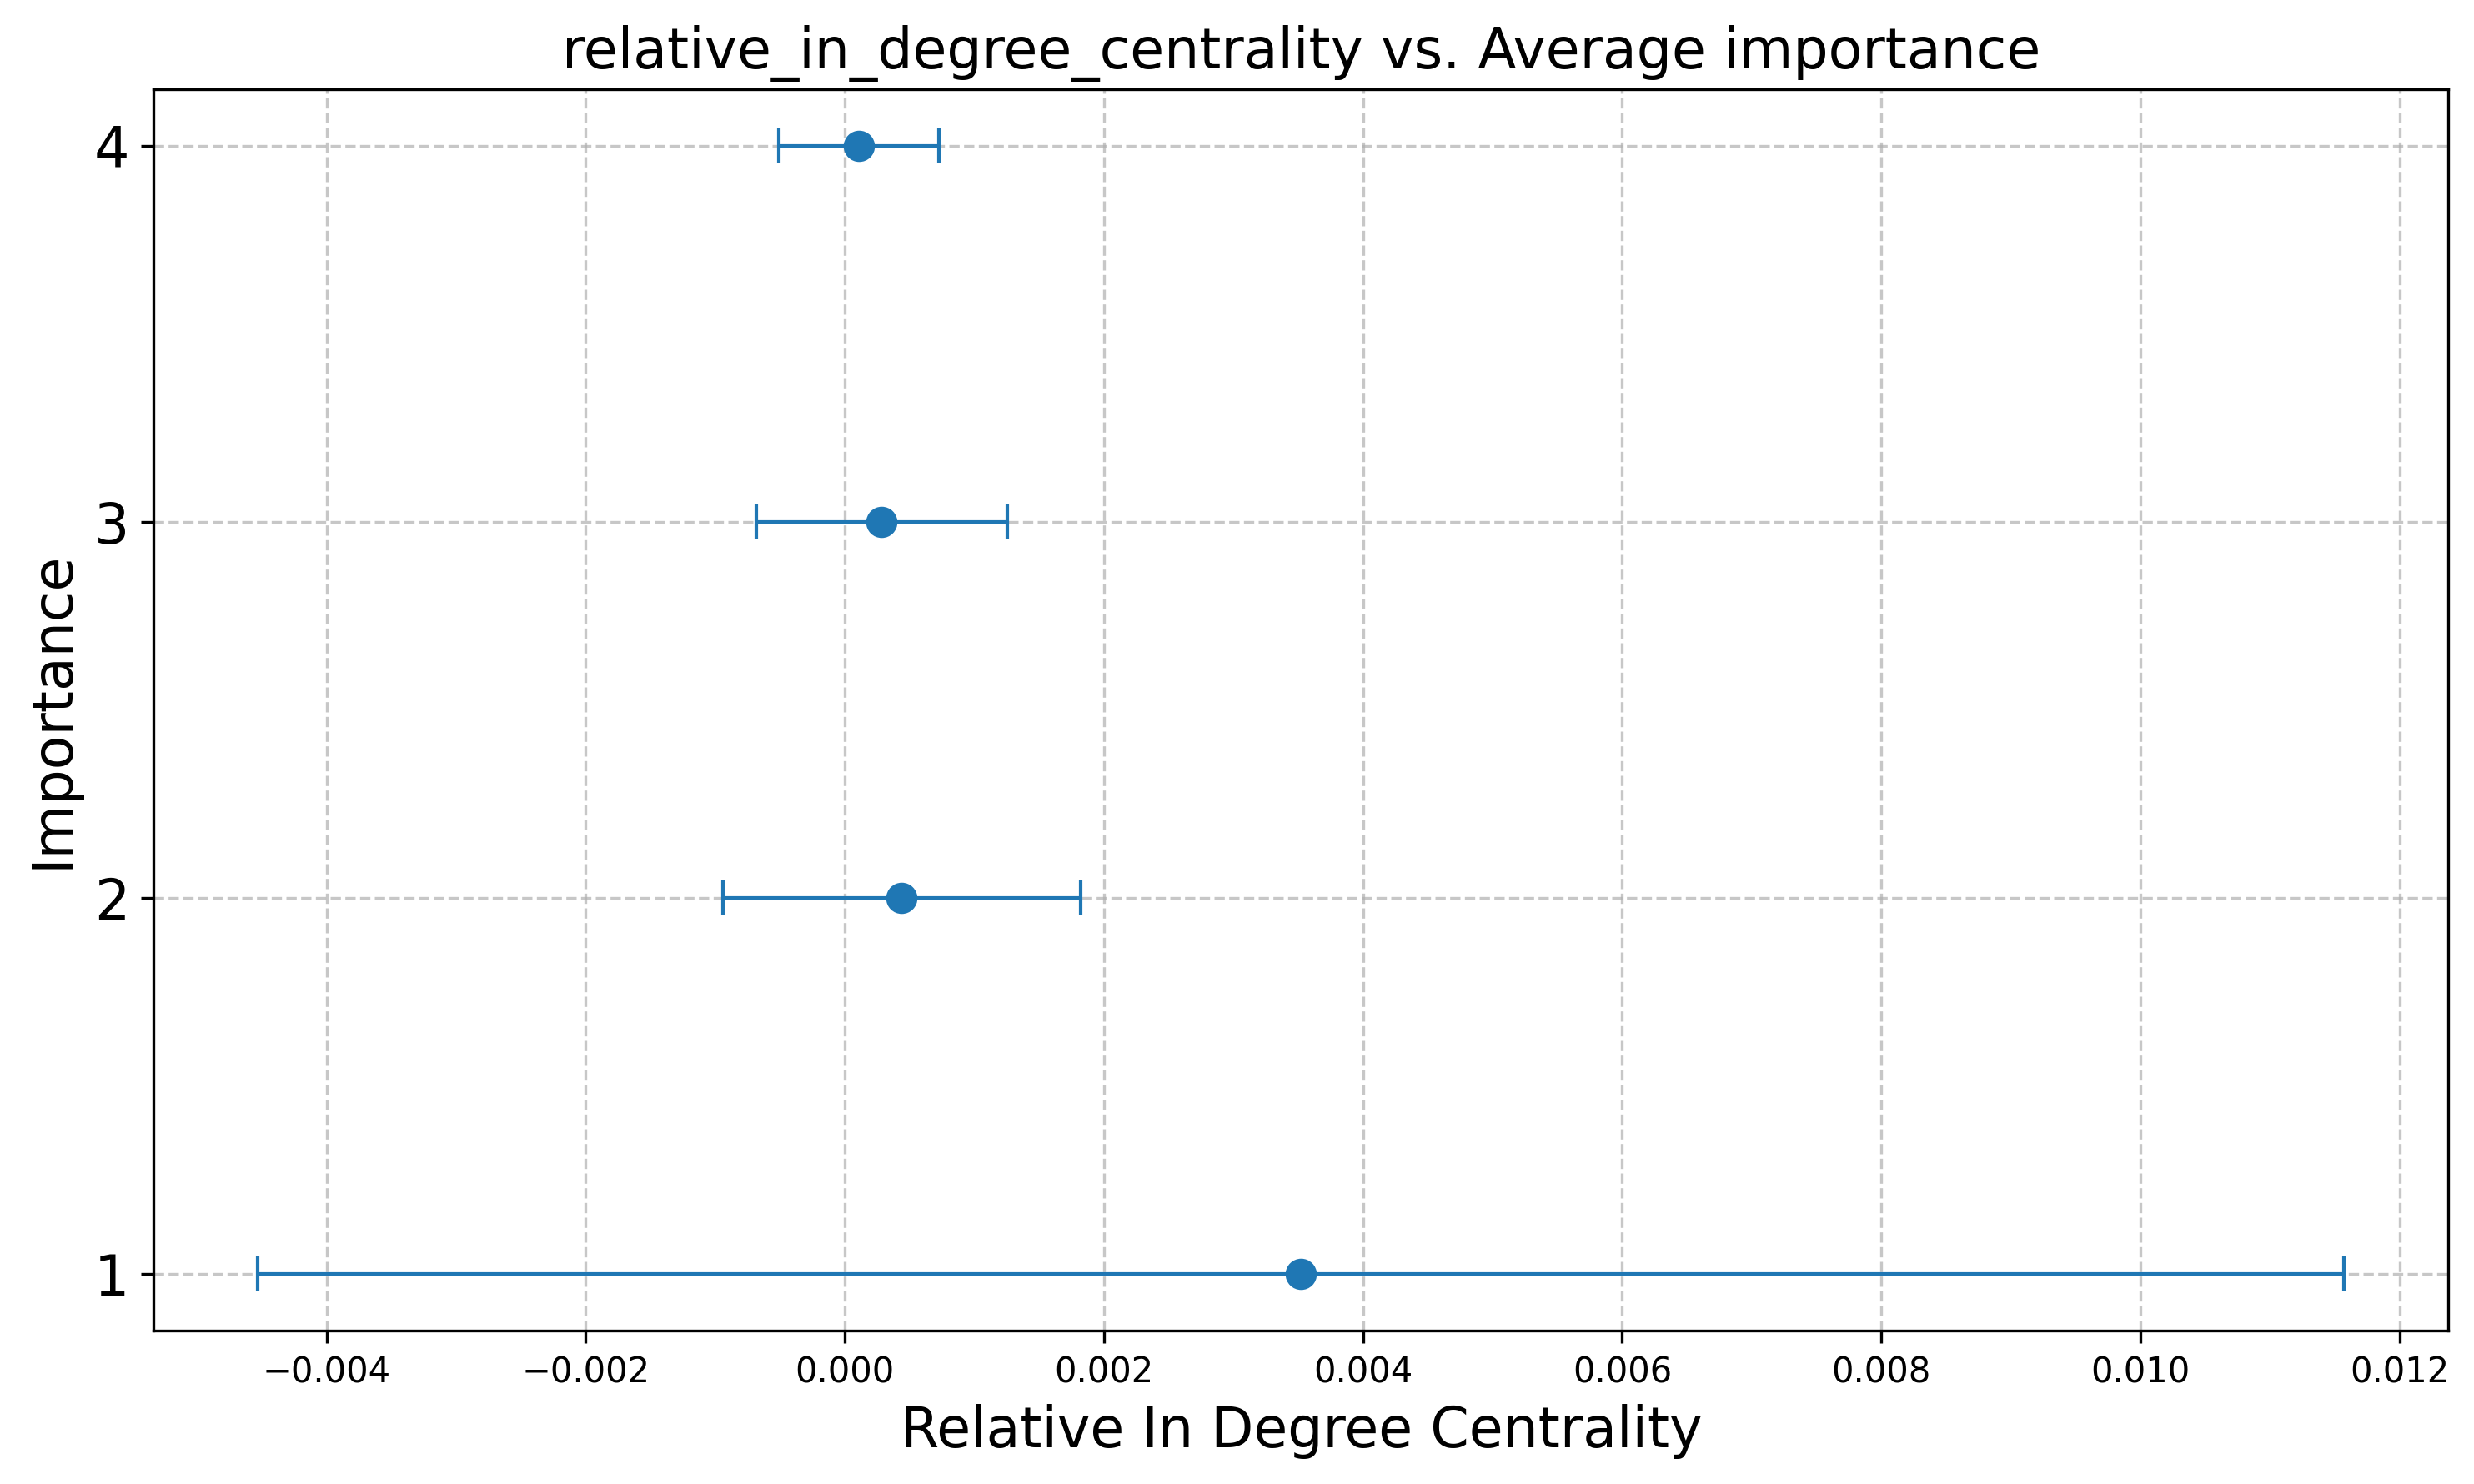 relative_in_degree_centrality vs. Average importance
4
3
2
1
Importance
−0.004 −0.002 0.000 0.002 0.004 0.006 0.008 0.010 0.012
Relative In Degree Centrality